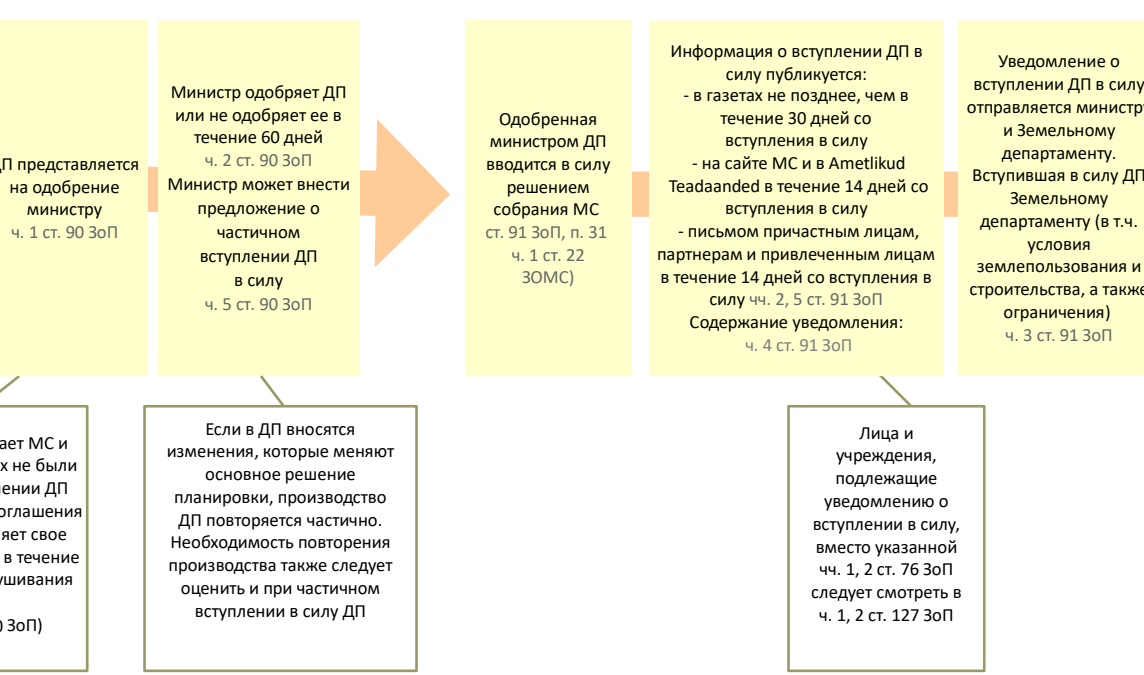 ДП представляется
на одобрение
министру
ч. 1 ст. 90 ЗоП
Министр одобряет ДП
или не одобряет ее в
течение 60 дней
ч. 2 ст. 90 ЗоП
Министр может внести
предложение о
частичном
вступлении ДП
в силу
ч. 5 ст. 90 ЗоП
Одобренная
министром ДП
вводится в силу
решением
собрания МС
ст. 91 ЗоП, п. 31
ч. 1 ст. 22
ЗОМС)
Информация о вступлении ДП в
силу публикуется:
- в газетах не позднее, чем в
течение 30 дней со
вступления в силу
- на сайте МС и в Ametlikud
Teadaanded в течение 14 дней со
вступления в силу
- письмом причастным лицам,
партнерам и привлеченным лицам
в течение 14 дней со вступления в
силу чч. 2, 5 ст. 91 ЗоП
Содержание уведомления:
ч. 4 ст. 91 ЗоП
Уведомление о
вступлении ДП в силу
отправляется министру
и Земельному
департаменту.
Вступившая в силу ДП
Земельному
департаменту (в т.ч.
условия
землепользования и
строительства, а также
ограничения)
ч. 3 ст. 91 ЗоП
ает МС и
х не были
ении ДП
оглашения
яет свое
в течение
ушивания
ЗоП)
Если в ДП вносятся
изменения, которые меняют
основное решение
планировки, производство
ДП повторяется частично.
Необходимость повторения
производства также следует
оценить и при частичном
вступлении в силу ДП
Лица и
учреждения,
подлежащие
уведомлению о
вступлении в силу,
вместо указанной
чч. 1, 2 ст. 76 ЗоП
следует смотреть в
ч. 1, 2 ст. 127 ЗоП